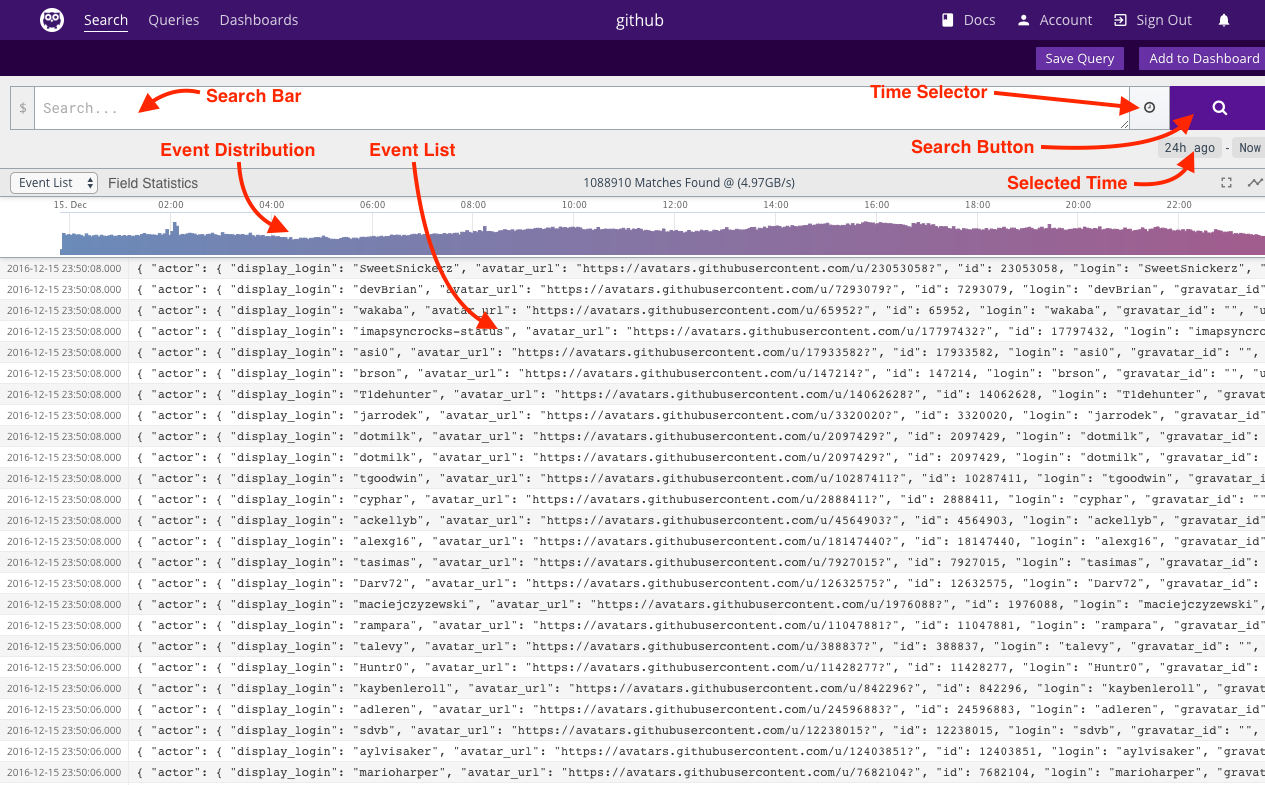 Search Queries Dashboards github Docs Account Sign Out
Save Query Add to Dashboard
$ Search... Search Bar Time Selector
Event Distribution Event List Search Button 24h ago - Now
Event List Field Statistics 1088910 Matches Found @ (4.97GB/s) Selected Time
15. Dec 02:00 04:00 06:00 08:00 10:00 12:00 14:00 16:00 18:00 20:00 22:00
2016-12-15 23:50:08.000 { "actor": { "display_login": "SweetSnickerz", "avatar_url": "https://avatars.githubusercontent.com/u/23053058?", "id": 23053058, "login": "SweetSnickerz", "
2016-12-15 23:50:08.000 { "actor": { "display_login": "devBrian", "avatar_url": "https://avatars.githubusercontent.com/u/7293079?", "id": 7293079, "login": "devBrian", "gravatar_id"
2016-12-15 23:50:08.000 { "actor": { "display_login": "wakaba", "avatar_url": "https://avatars.githubusercontent.com/u/65952?", "id": 65952, "login": "wakaba", "gravatar_id": "", "u
2016-12-15 23:50:08.000 { "actor": { "display_login": "imapsyncrocks-status", "avatar_url": "https://avatars.githubusercontent.com/u/17797432?", "id": 17797432, "login": "imapsyncro
2016-12-15 23:50:08.000 { "actor": { "display_login": "asi0", "avatar_url": "https://avatars.githubusercontent.com/u/17933582?", "id": 17933582, "login": "asi0", "gravatar_id": "",
2016-12-15 23:50:08.000 { "actor": { "display_login": "brson", "avatar_url": "https://avatars.githubusercontent.com/u/147214?", "id": 147214, "login": "brson", "gravatar_id": "", "u
2016-12-15 23:50:08.000 { "actor": { "display_login": "T1dehunter", "avatar_url": "https://avatars.githubusercontent.com/u/14062628?", "id": 14062628, "login": "T1dehunter", "gravat
2016-12-15 23:50:08.000 { "actor": { "display_login": "jarrodek", "avatar_url": "https://avatars.githubusercontent.com/u/3320020?", "id": 3320020, "login": "jarrodek", "gravatar_id"
2016-12-15 23:50:08.000 { "actor": { "display_login": "dotmilk", "avatar_url": "https://avatars.githubusercontent.com/u/2097429?", "id": 2097429, "login": "dotmilk", "gravatar_id":
2016-12-15 23:50:08.000 { "actor": { "display_login": "dotmilk", "avatar_url": "https://avatars.githubusercontent.com/u/2097429?", "id": 2097429, "login": "dotmilk", "gravatar_id":
2016-12-15 23:50:08.000 { "actor": { "display_login": "tgoodwin", "avatar_url": "https://avatars.githubusercontent.com/u/10287411?", "id": 10287411, "login": "tgoodwin", "gravatar_i
2016-12-15 23:50:08.000 { "actor": { "display_login": "cyphar", "avatar_url": "https://avatars.githubusercontent.com/u/2888411?", "id": 2888411, "login": "cyphar", "gravatar_id": ""
2016-12-15 23:50:08.000 { "actor": { "display_login": "ackellyb", "avatar_url": "https://avatars.githubusercontent.com/u/4564903?", "id": 4564903, "login": "ackellyb", "gravatar_id"
2016-12-15 23:50:08.000 { "actor": { "display_login": "alexg16", "avatar_url": "https://avatars.githubusercontent.com/u/18147440?", "id": 18147440, "login": "alexg16", "gravatar_id"
2016-12-15 23:50:08.000 { "actor": { "display_login": "tasimas", "avatar_url": "https://avatars.githubusercontent.com/u/7927015?", "id": 7927015, "login": "tasimas", "gravatar_id":
2016-12-15 23:50:08.000 { "actor": { "display_login": "Darv72", "avatar_url": "https://avatars.githubusercontent.com/u/12632575?", "id": 12632575, "login": "Darv72", "gravatar_id":
2016-12-15 23:50:08.000 { "actor": { "display_login": "maciejczyzewski", "avatar_url": "https://avatars.githubusercontent.com/u/1976088?", "id": 1976088, "login": "maciejczyzewski",
2016-12-15 23:50:08.000 { "actor": { "display_login": "rampara", "avatar_url": "https://avatars.githubusercontent.com/u/11047881?", "id": 11047881, "login": "rampara", "gravatar_id":
2016-12-15 23:50:06.000 { "actor": { "display_login": "talevy", "avatar_url": "https://avatars.githubusercontent.com/u/388837?", "id": 388837, "login": "talevy", "gravatar_id": "",
2016-12-15 23:50:06.000 { "actor": { "display_login": "Huntr0", "avatar_url": "https://avatars.githubusercontent.com/u/11428277?", "id": 11428277, "login": "Huntr0", "gravatar_id":
2016-12-15 23:50:06.000 { "actor": { "display_login": "kaybenleroll", "avatar_url": "https://avatars.githubusercontent.com/u/842296?", "id": 842296, "login": "kaybenleroll", "gravat
2016-12-15 23:50:06.000 { "actor": { "display_login": "adleren", "avatar_url": "https://avatars.githubusercontent.com/u/24596883?", "id": 24596883, "login": "adleren", "gravatar_id"
2016-12-15 23:50:06.000 { "actor": { "display_login": "sdvb", "avatar_url": "https://avatars.githubusercontent.com/u/12238015?", "id": 12238015, "login": "sdvb", "gravatar_id": "",
2016-12-15 23:50:06.000 { "actor": { "display_login": "aylvisaker", "avatar_url": "https://avatars.githubusercontent.com/u/12403851?", "id": 12403851, "login": "aylvisaker", "gravat
2016-12-15 23:50:06.000 { "actor": { "display_login": "marioharper", "avatar_url": "https://avatars.githubusercontent.com/u/7682104?", "id": 7682104, "login": "marioharper", "gravat